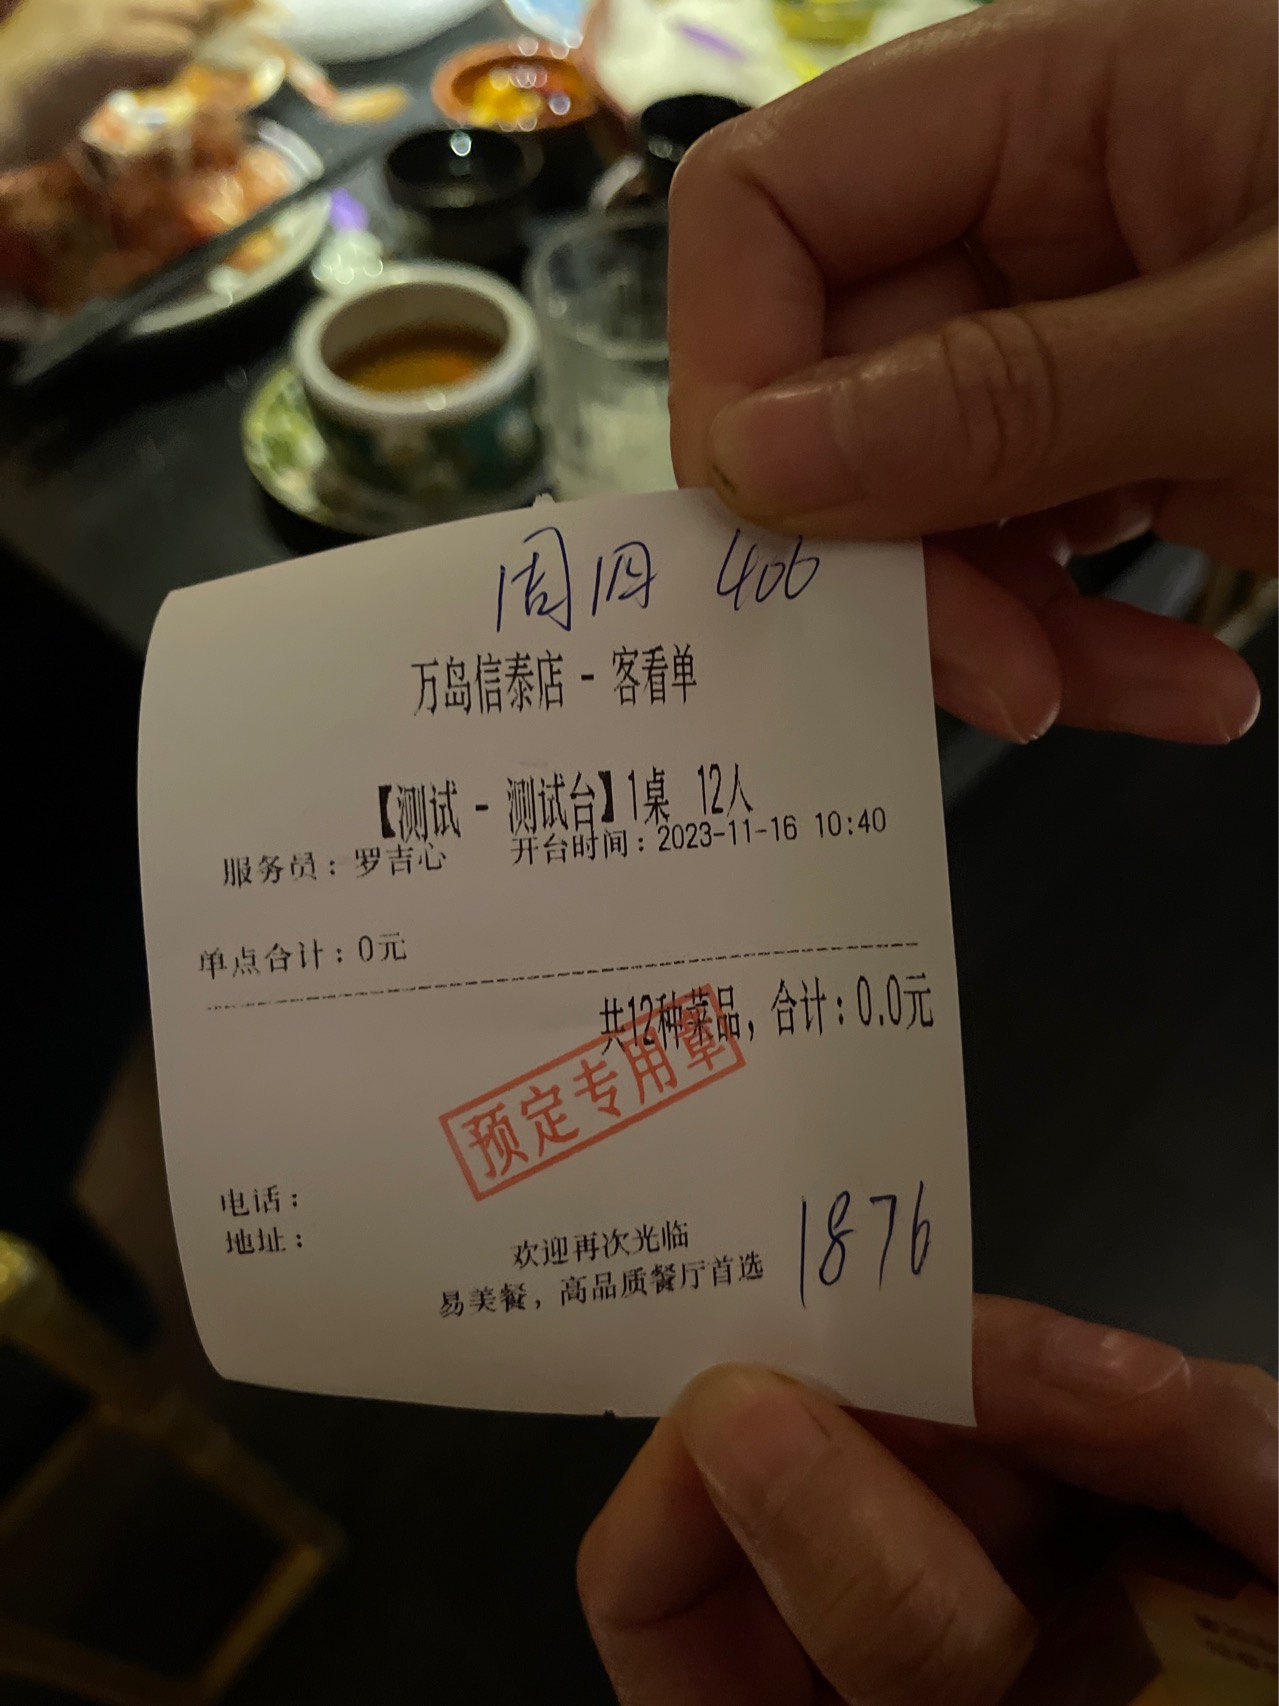 周四 406
万岛信泰店 - 客看单
【测试 - 测试台】1桌 12人
服务员：罗吉心 开台时间：2023-11-16 10:40
单点合计：0元
共12种菜品，合计：0.0元
预定专用章
电话：
地址：
欢迎再次光临
易美餐，高品质餐厅首选
1876